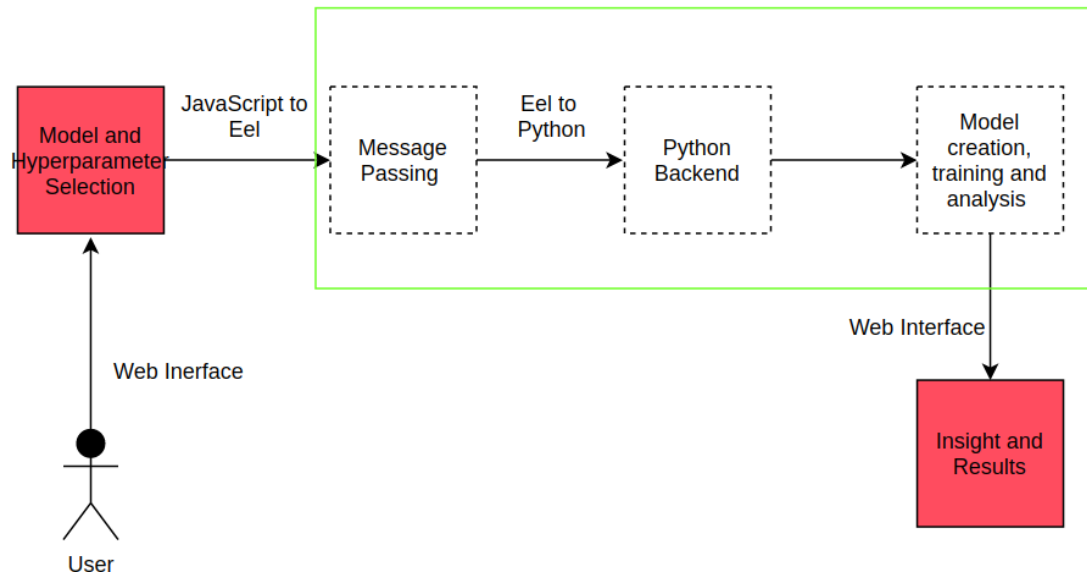 Model and
Hyperparameter
Selection
JavaScript to
Eel
Message
Passing
Eel to
Python
Python
Backend
Model
creation,
training and
analysis
Web Interface
Web Inerface
Insight and
Results
User